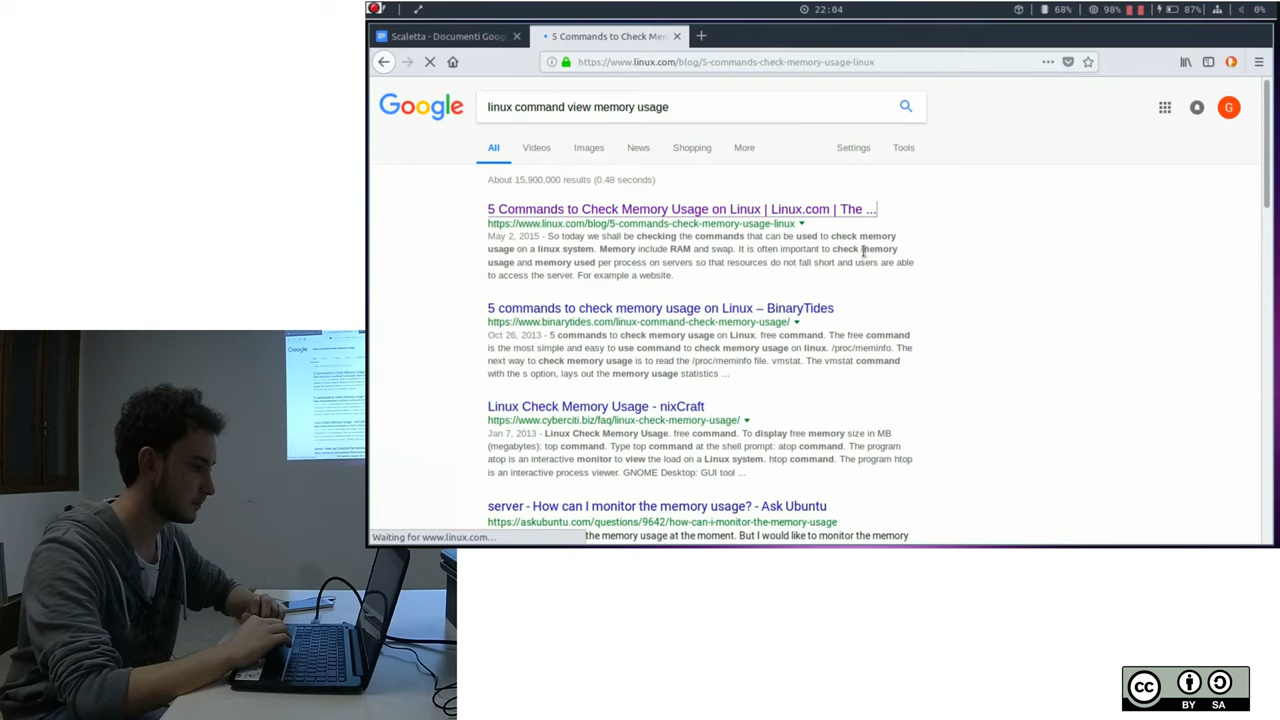 22:04
68%
98%
87%
0%
Scaletta - Documenti Goog
5 Commands to Check Mem
https://www.linux.com/blog/5-commands-check-memory-usage-linux
Google
linux command view memory usage
G
All Videos Images News Shopping More Settings Tools
About 15,900,000 results (0.48 seconds)
5 Commands to Check Memory Usage on Linux | Linux.com | The ...
https://www.linux.com/blog/5-commands-check-memory-usage-linux
May 2, 2015 - So today we shall be checking the commands that can be used to check memory
usage on a linux system. Memory include RAM and swap. It is often important to check memory
usage and memory used per process on servers so that resources do not fall short and users are able
to access the server. For example a website.
5 commands to check memory usage on Linux – BinaryTides
https://www.binarytides.com/linux-command-check-memory-usage/
Oct 26, 2013 - 5 commands to check memory usage on Linux. free command. The free command
is the most simple and easy to use command to check memory usage on linux. /proc/meminfo. The
next way to check memory usage is to read the /proc/meminfo file. vmstat. The vmstat command
with the s option, lays out the memory usage statistics ...
Linux Check Memory Usage - nixCraft
https://www.cyberciti.biz/faq/linux-check-memory-usage/
Jan 7, 2013 - Linux Check Memory Usage. free command. To display free memory size in MB
(megabytes): top command. Type top command at the shell prompt: atop command. The program
atop is an interactive monitor to view the load on a Linux system. htop command. The program htop
is an interactive process viewer. GNOME Desktop: GUI tool ...
server - How can I monitor the memory usage? - Ask Ubuntu
https://askubuntu.com/questions/9642/how-can-i-monitor-the-memory-usage
the memory usage at the moment. But I would like to monitor the memory
Waiting for www.linux.com...
cc
BY SA